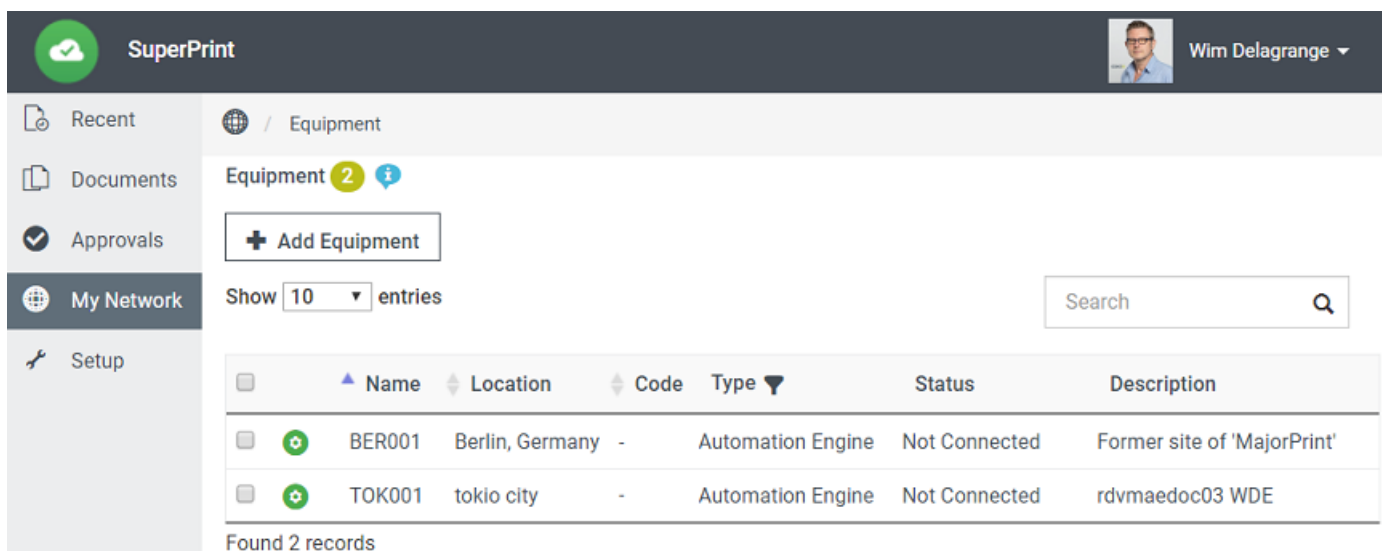 SuperPrint
Wim Delagrange
Recent
Documents
Approvals
My Network
Setup
/ Equipment
Equipment 2
Add Equipment
Show 10 entries
Search
Name Location Code Type Status Description
BER001 Berlin, Germany - Automation Engine Not Connected Former site of 'MajorPrint'
TOK001 tokio city - Automation Engine Not Connected rdvmaedoc03 WDE
Found 2 records